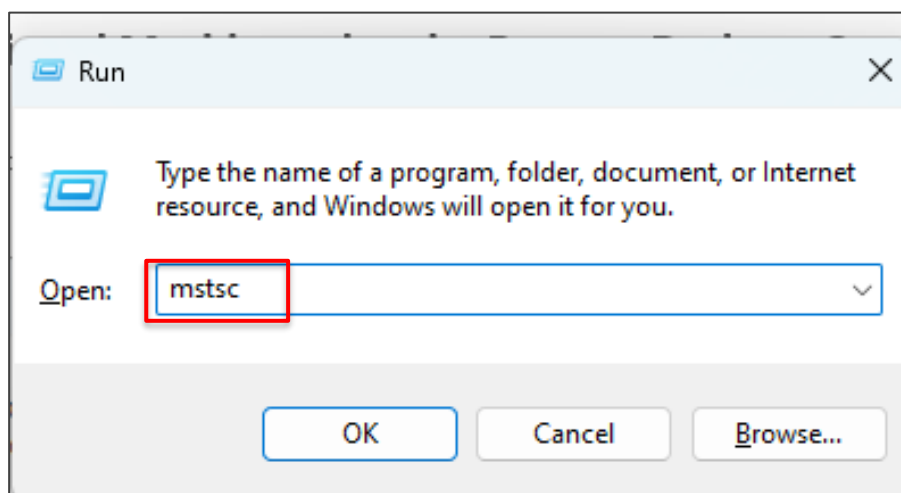 Run
Type the name of a program, folder, document, or Internet
resource, and Windows will open it for you.
Open: mstsc
OK Cancel Browse...